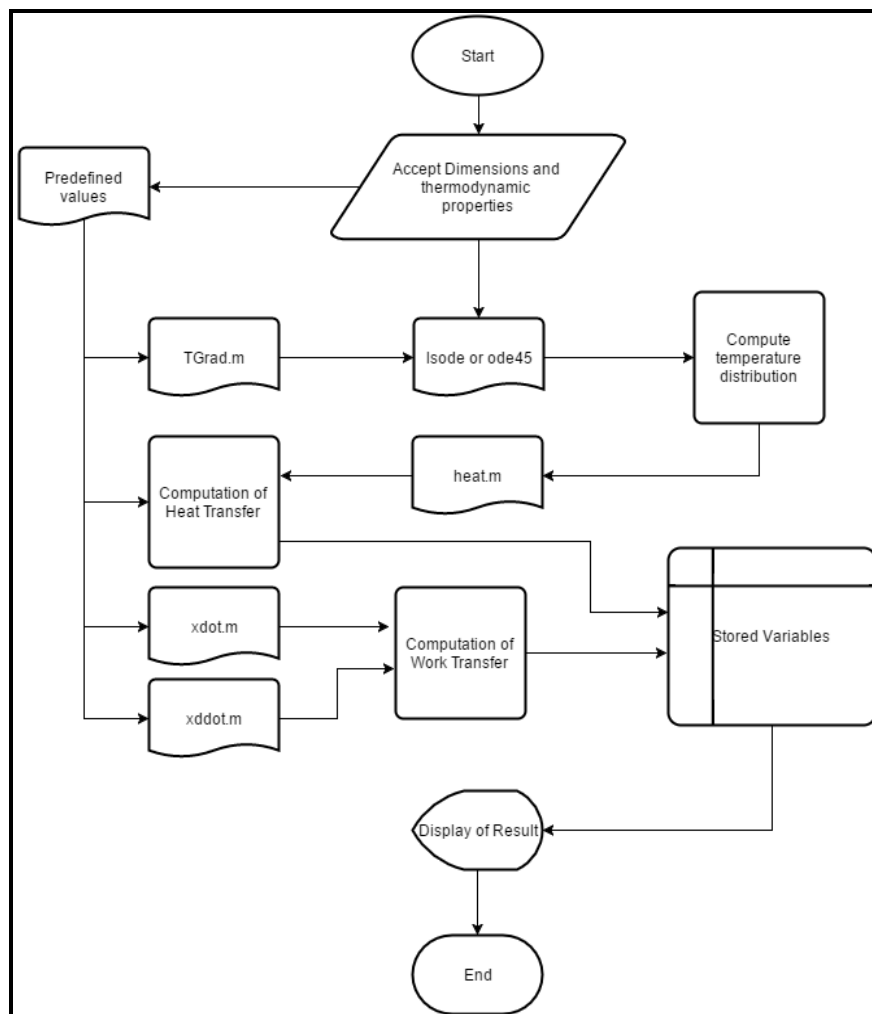 Start
Accept Dimensions and
thermodynamic
properties
Predefined
values
TGrad.m
lsode or ode45
Compute
temperature
distribution
Computation of
Heat Transfer
heat.m
xdot.m
Computation of
Work Transfer
Stored Variables
xddot.m
Display of Result
End